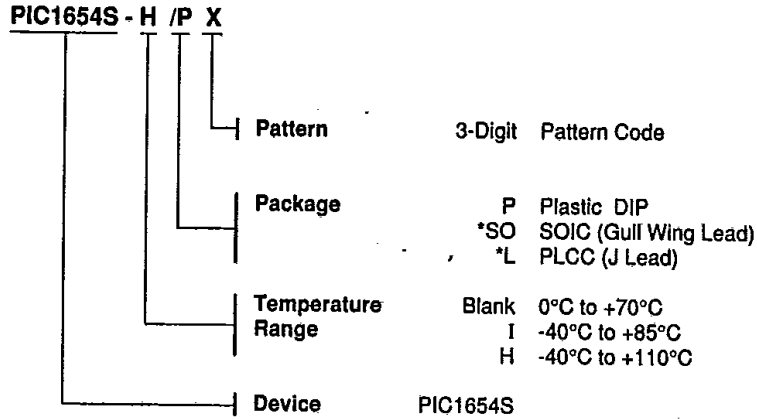 PIC1654S - H /P X
Pattern 3-Digit Pattern Code
Package P Plastic DIP
*SO SOIC (Gull Wing Lead)
*L PLCC (J Lead)
Temperature Blank 0°C to +70°C
Range I -40°C to +85°C
H -40°C to +110°C
Device PIC1654S